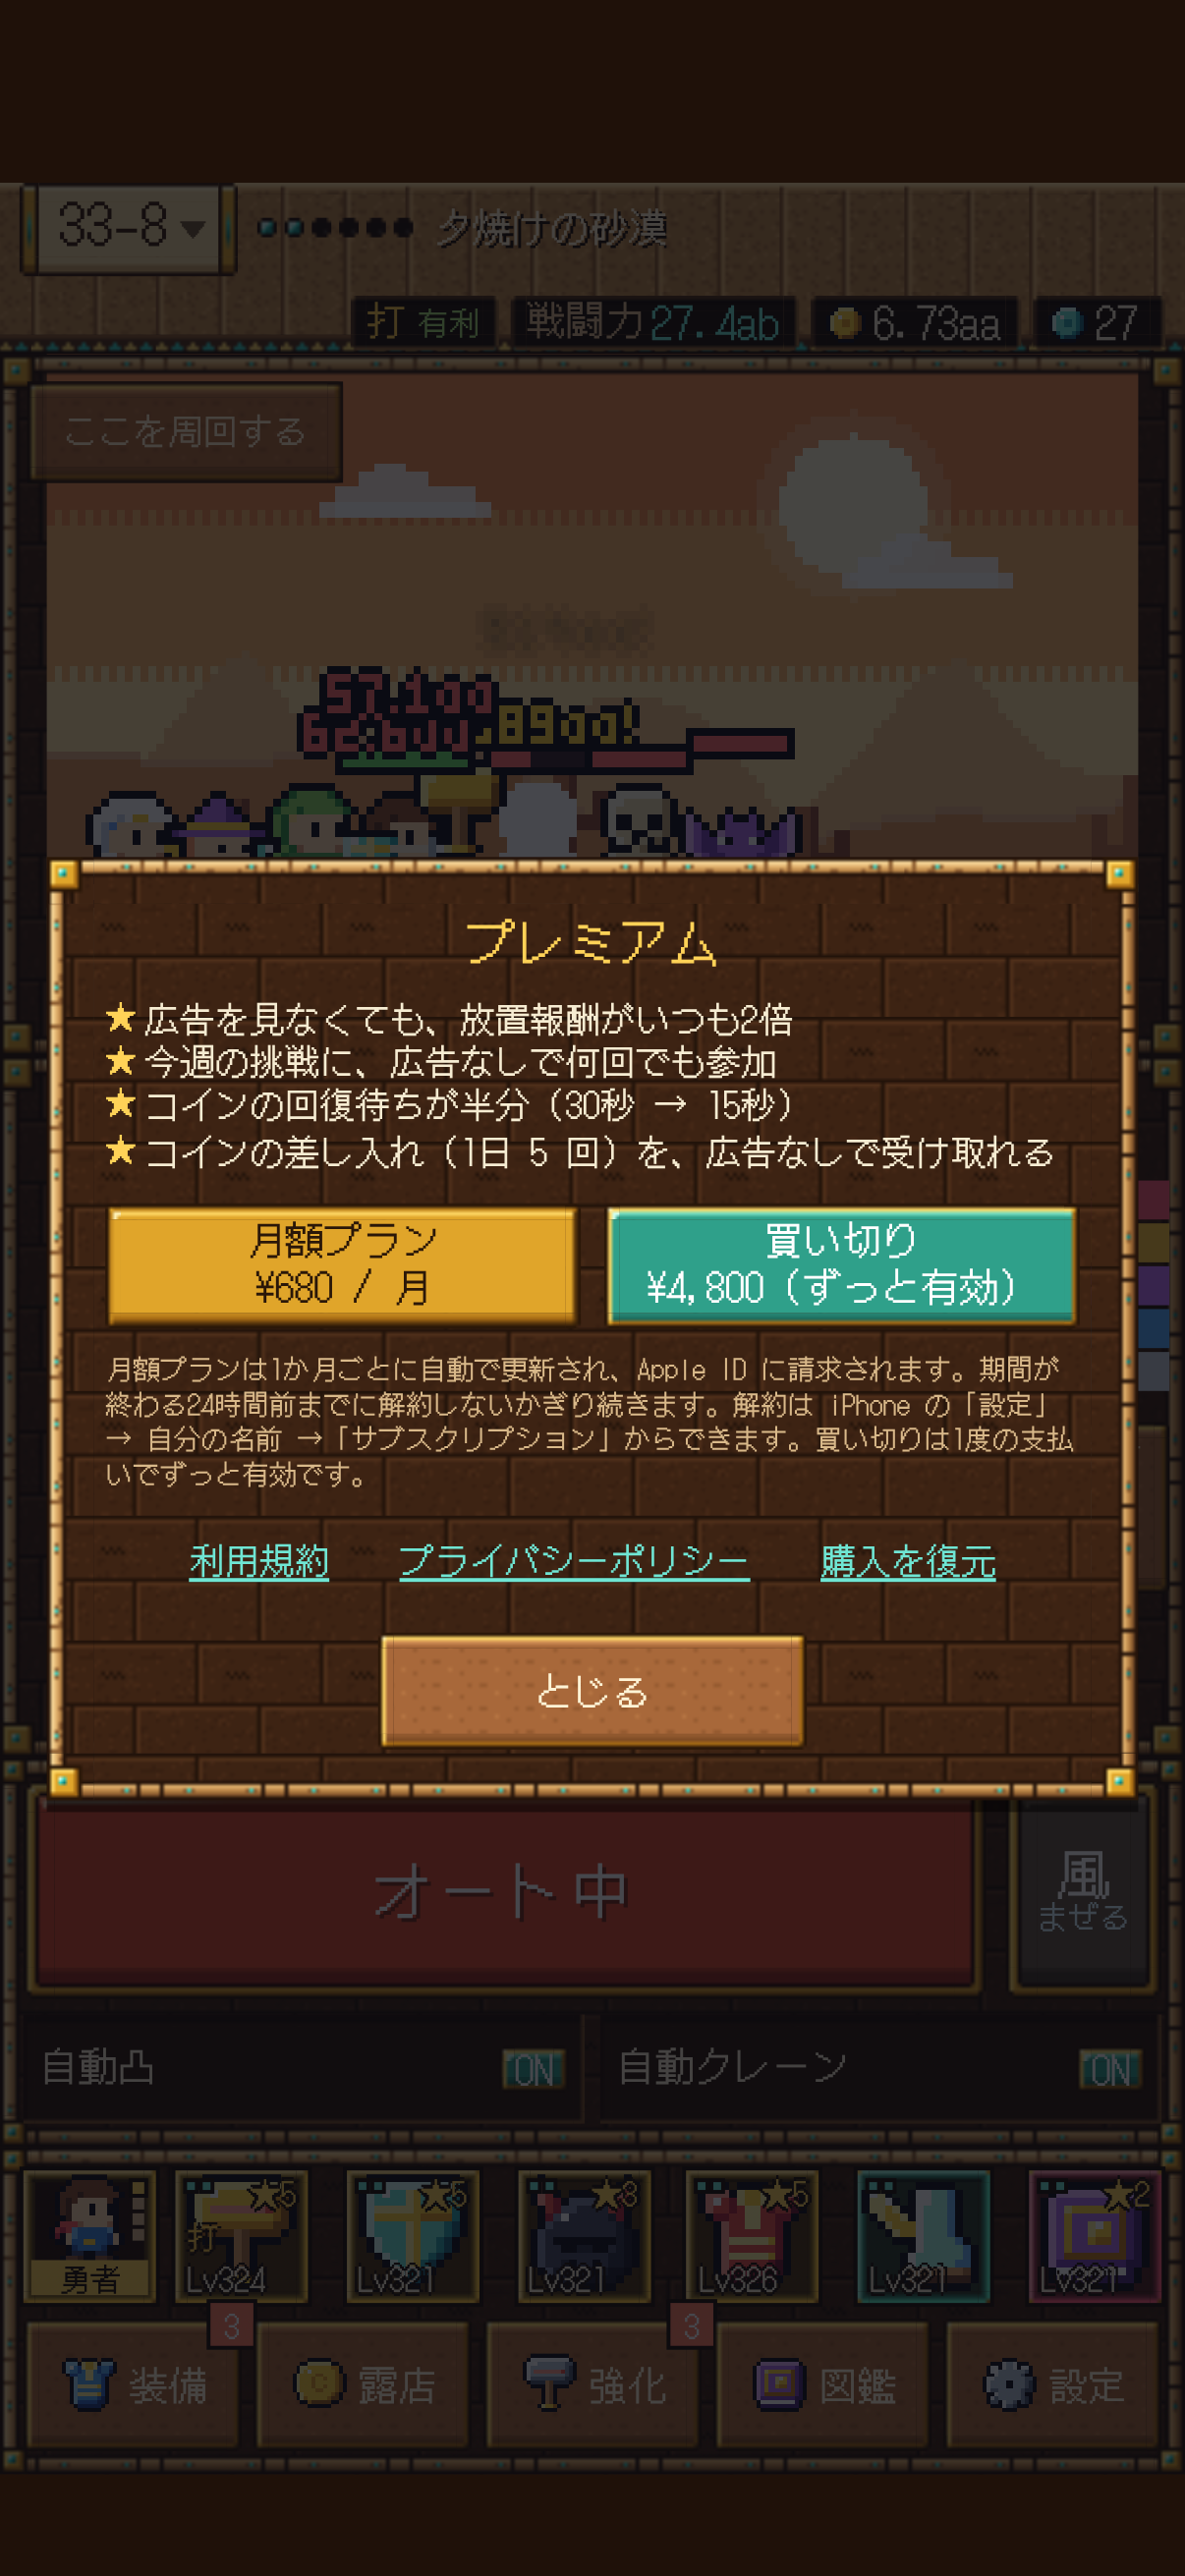 33-8▼ 夕焼けの砂漠
打 有利 戦闘力27.4ab 6.73aa 27
ここを周回する
プレミアム
★広告を見なくても、放置報酬がいつも2倍
★今週の挑戦に、広告なしで何回でも参加
★コインの回復待ちが半分（30秒 → 15秒）
★コインの差し入れ（1日 5 回）を、広告なしで受け取れる
月額プラン
¥680 / 月
買い切り
¥4,800（ずっと有効）
月額プランは1か月ごとに自動で更新され、Apple ID に請求されます。期間が
終わる24時間前までに解約しないかぎり続きます。解約は iPhone の「設定」
→ 自分の名前 →「サブスクリプション」からできます。買い切りは1度の支払
いでずっと有効です。
利用規約 プライバシーポリシー 購入を復元
とじる
オート中
風
まぜる
自動凸 ON 自動クレーン ON
★5 ★5 ★3 ★5 ★2
打
勇者 Lv324 Lv321 Lv321 Lv326 Lv321 Lv321
3 3
装備 露店 強化 図鑑 設定